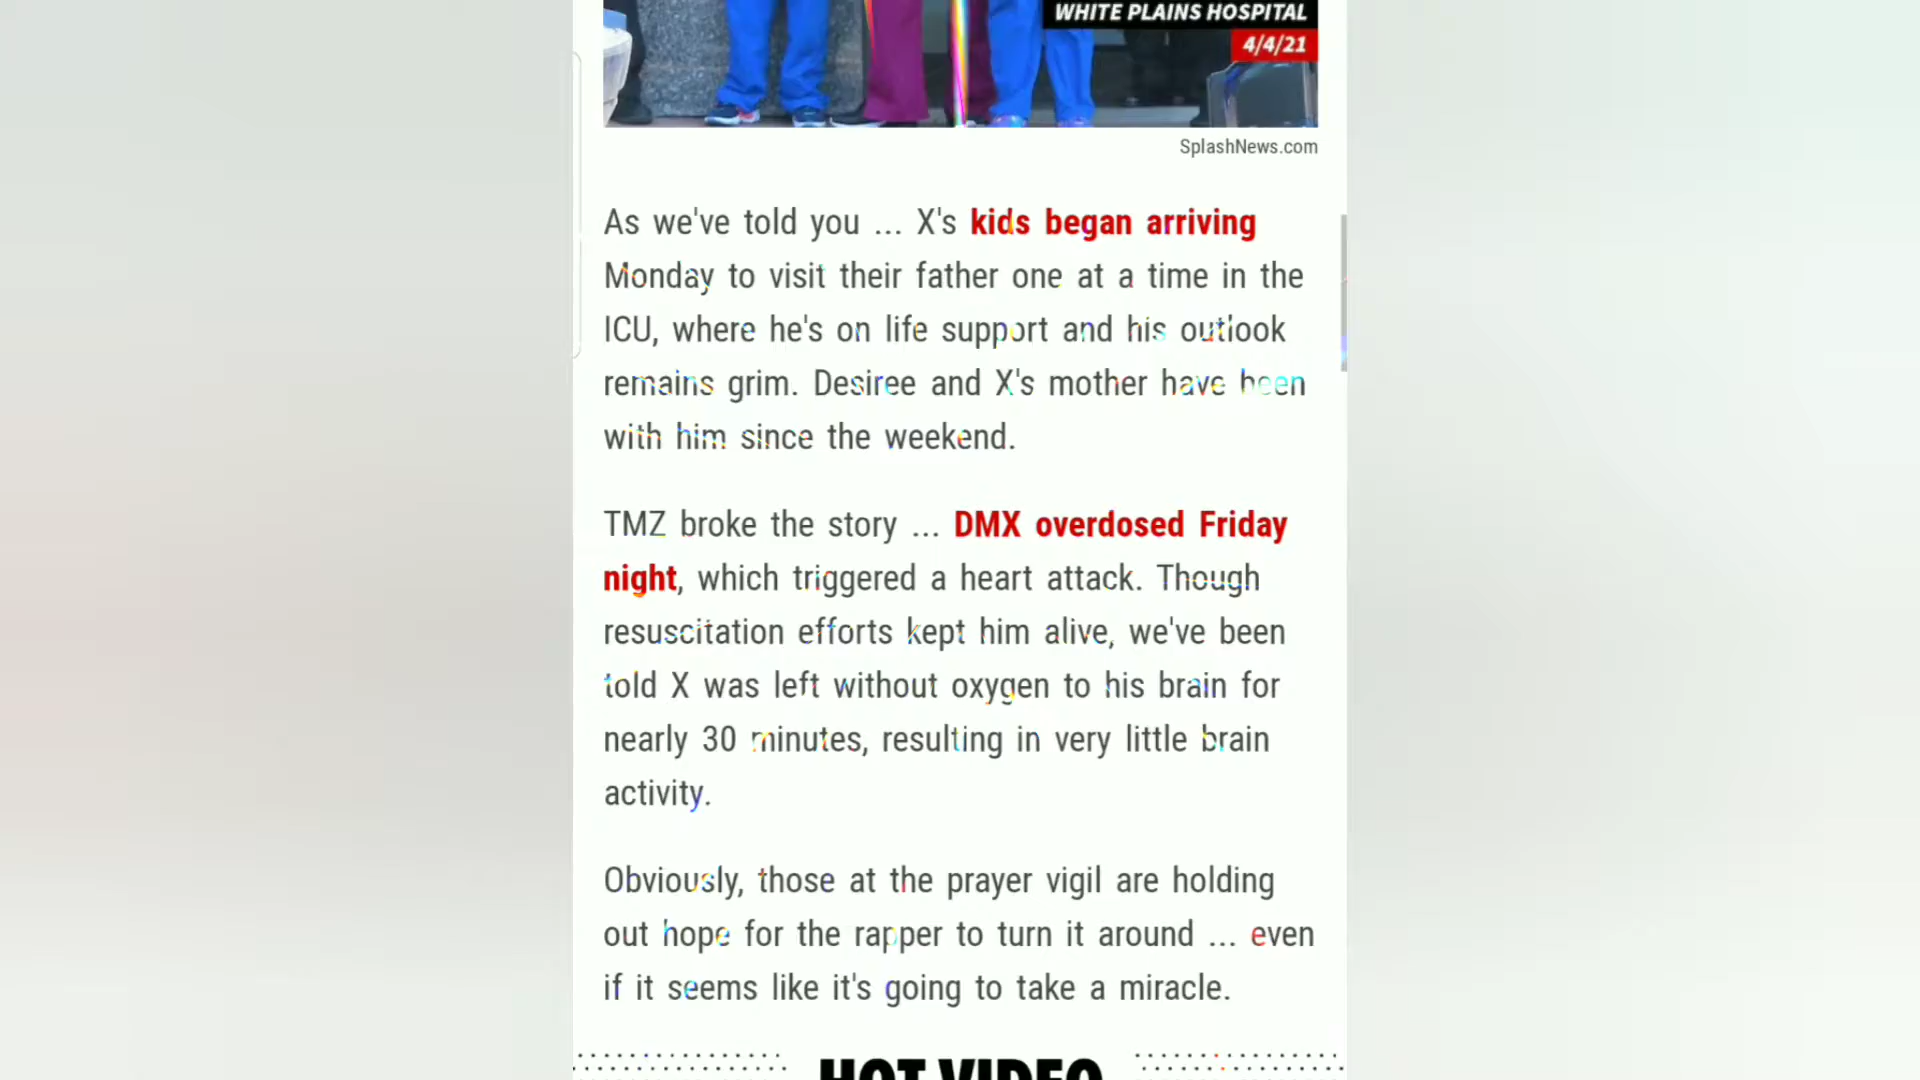 WHITE PLAINS HOSPITAL
4/4/21
SplashNews.com
As we've told you ... X's kids began arriving
Monday to visit their father one at a time in the
ICU, where he's on life support and his outlook
remains grim. Desiree and X's mother have been
with him since the weekend.
TMZ broke the story ... DMX overdosed Friday
night, which triggered a heart attack. Though
resuscitation efforts kept him alive, we've been
told X was left without oxygen to his brain for
nearly 30 minutes, resulting in very little brain
activity.
Obviously, those at the prayer vigil are holding
out hope for the rapper to turn it around ... even
if it seems like it's going to take a miracle.
HOT VIDEO